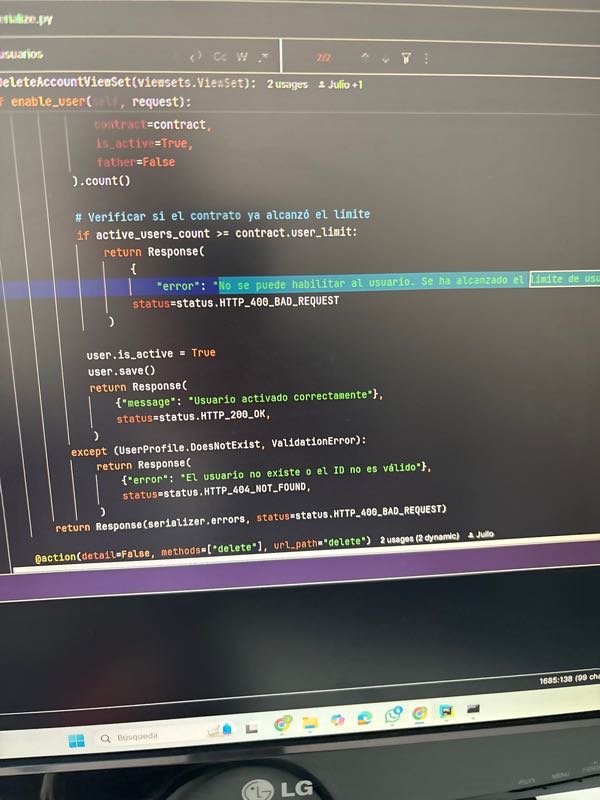 erialize.py
usuarios Cc W .* 2/2
DeleteAccountViewSet(viewsets.ViewSet): 2 usages Julio +1
f enable_user(self, request):
contract=contract,
is_active=True,
father=False
).count()
# Verificar si el contrato ya alcanzó el límite
if active_users_count >= contract.user_limit:
return Response(
{
"error": "No se puede habilitar al usuario. Se ha alcanzado el límite de usu
status=status.HTTP_400_BAD_REQUEST
)
user.is_active = True
user.save()
return Response(
{"message": "Usuario activado correctamente"},
status=status.HTTP_200_OK,
)
except (UserProfile.DoesNotExist, ValidationError):
return Response(
{"error": "El usuario no existe o el ID no es válido"},
status=status.HTTP_404_NOT_FOUND,
)
return Response(serializer.errors, status=status.HTTP_400_BAD_REQUEST)
@action(detail=False, methods=["delete"], url_path="delete") 2 usages (2 dynamic) Julio
1685:138 (99 cha
Búsqueda
LG
MENU